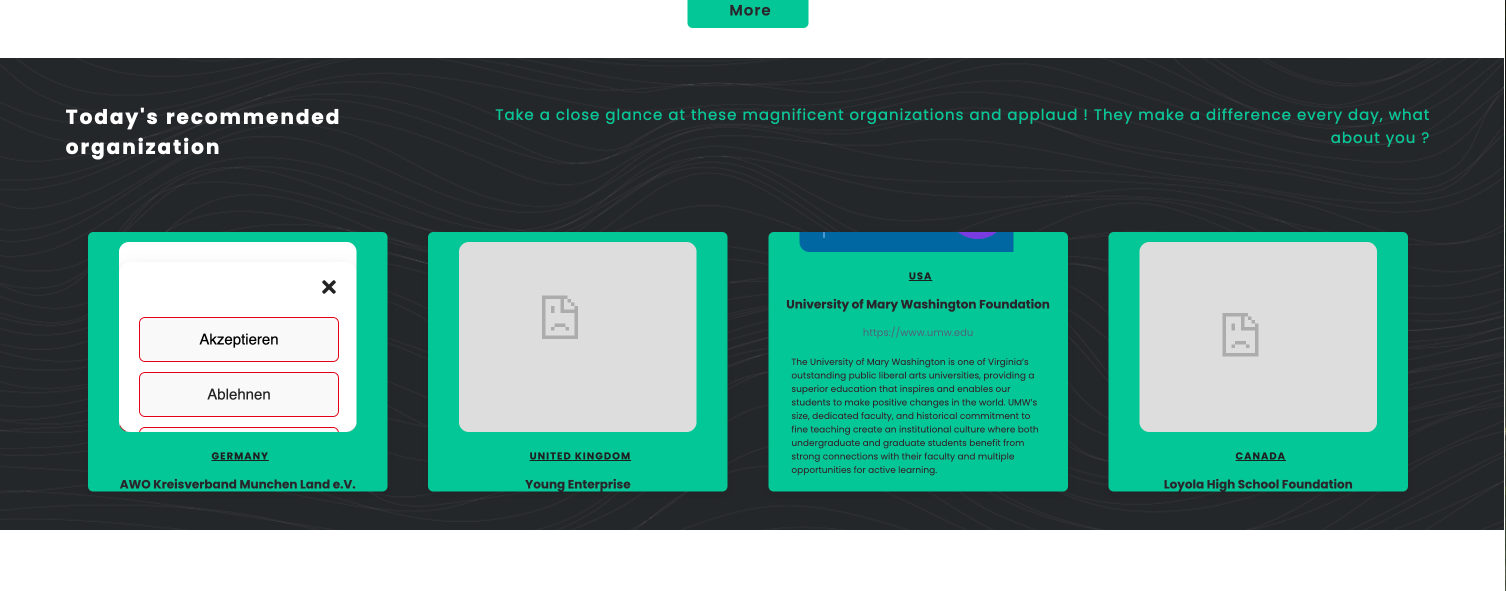 More
Today's recommended
organization
Take a close glance at these magnificent organizations and applaud ! They make a difference every day, what
about you ?
Akzeptieren
Ablehnen
GERMANY
AWO Kreisverband Munchen Land e.V.
UNITED KINGDOM
Young Enterprise
USA
University of Mary Washington Foundation
https://www.umw.edu
The University of Mary Washington is one of Virginia's
outstanding public liberal arts universities, providing a
superior education that inspires and enables our
students to make positive changes in the world. UMW's
size, dedicated faculty, and historical commitment to
fine teaching create an institutional culture where both
undergraduate and graduate students benefit from
strong connections with their faculty and multiple
opportunities for active learning.
CANADA
Loyola High School Foundation